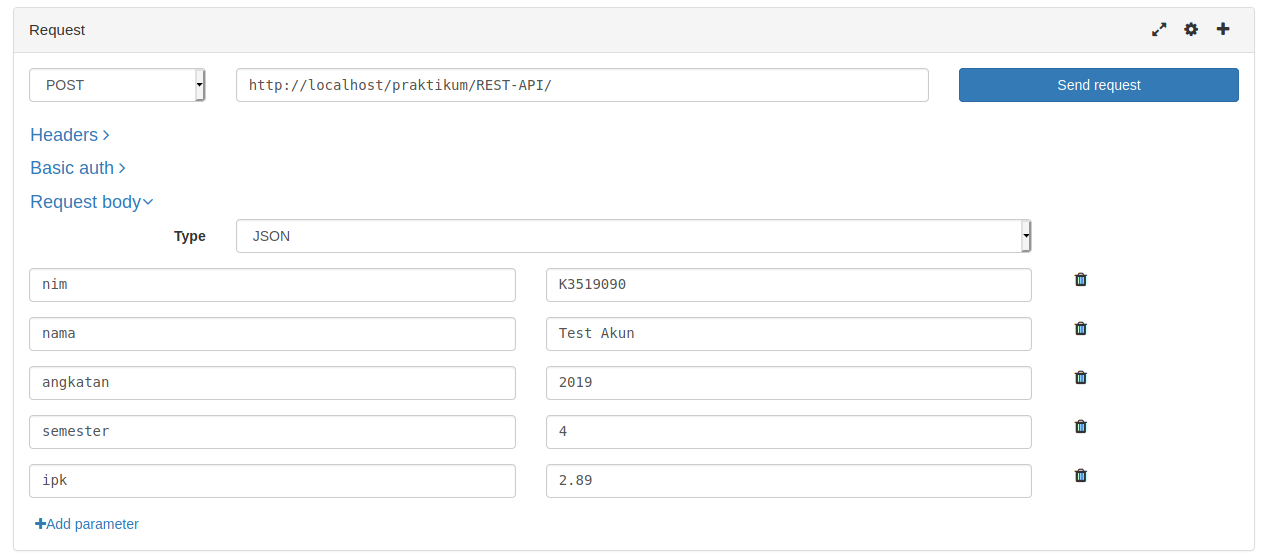 Request
POST http://localhost/praktikum/REST-API/ Send request
Headers
Basic auth
Request body
Type JSON
nim K3519090
nama Test Akun
angkatan 2019
semester 4
ipk 2.89
Add parameter